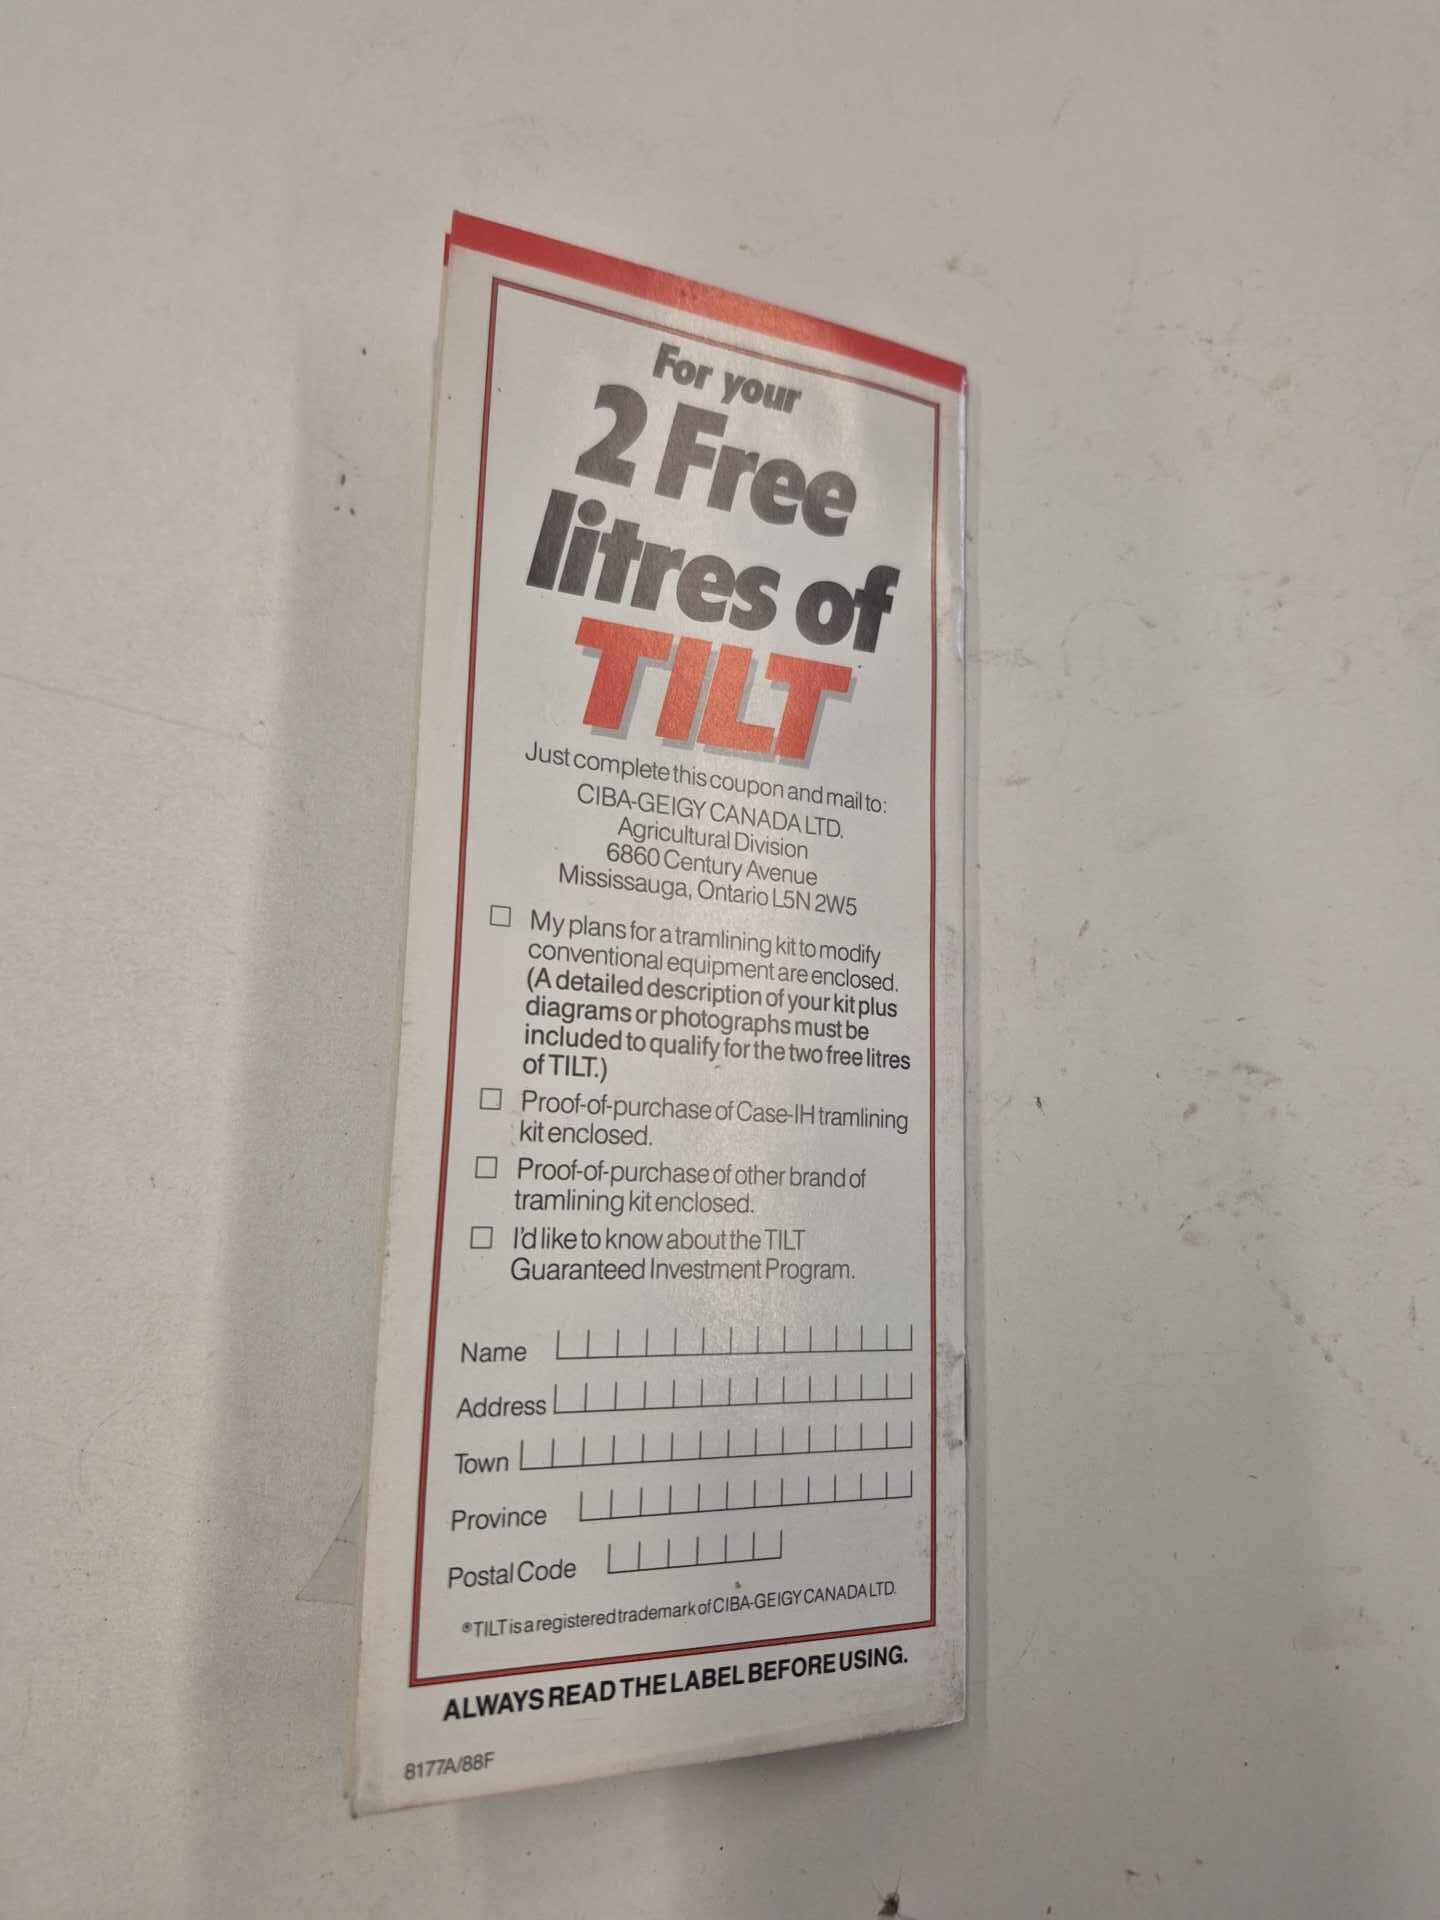 For your
2 Free
litres of
TILT
Just complete this coupon and mail to:
CIBA-GEIGY CANADA LTD.
Agricultural Division
6860 Century Avenue
Mississauga, Ontario L5N 2W5
☐ My plans for a tramlining kit to modify
conventional equipment are enclosed.
(A detailed description of your kit plus
diagrams or photographs must be
included to qualify for the two free litres
of TILT.)
☐ Proof-of-purchase of Case-IH tramlining
kit enclosed.
☐ Proof-of-purchase of other brand of
tramlining kit enclosed.
☐ I'd like to know about the TILT
Guaranteed Investment Program.
Name
Address
Town
Province
Postal Code
®TILT is a registered trademark of CIBA-GEIGY CANADA LTD.
ALWAYS READ THE LABEL BEFORE USING.
8177A/88F